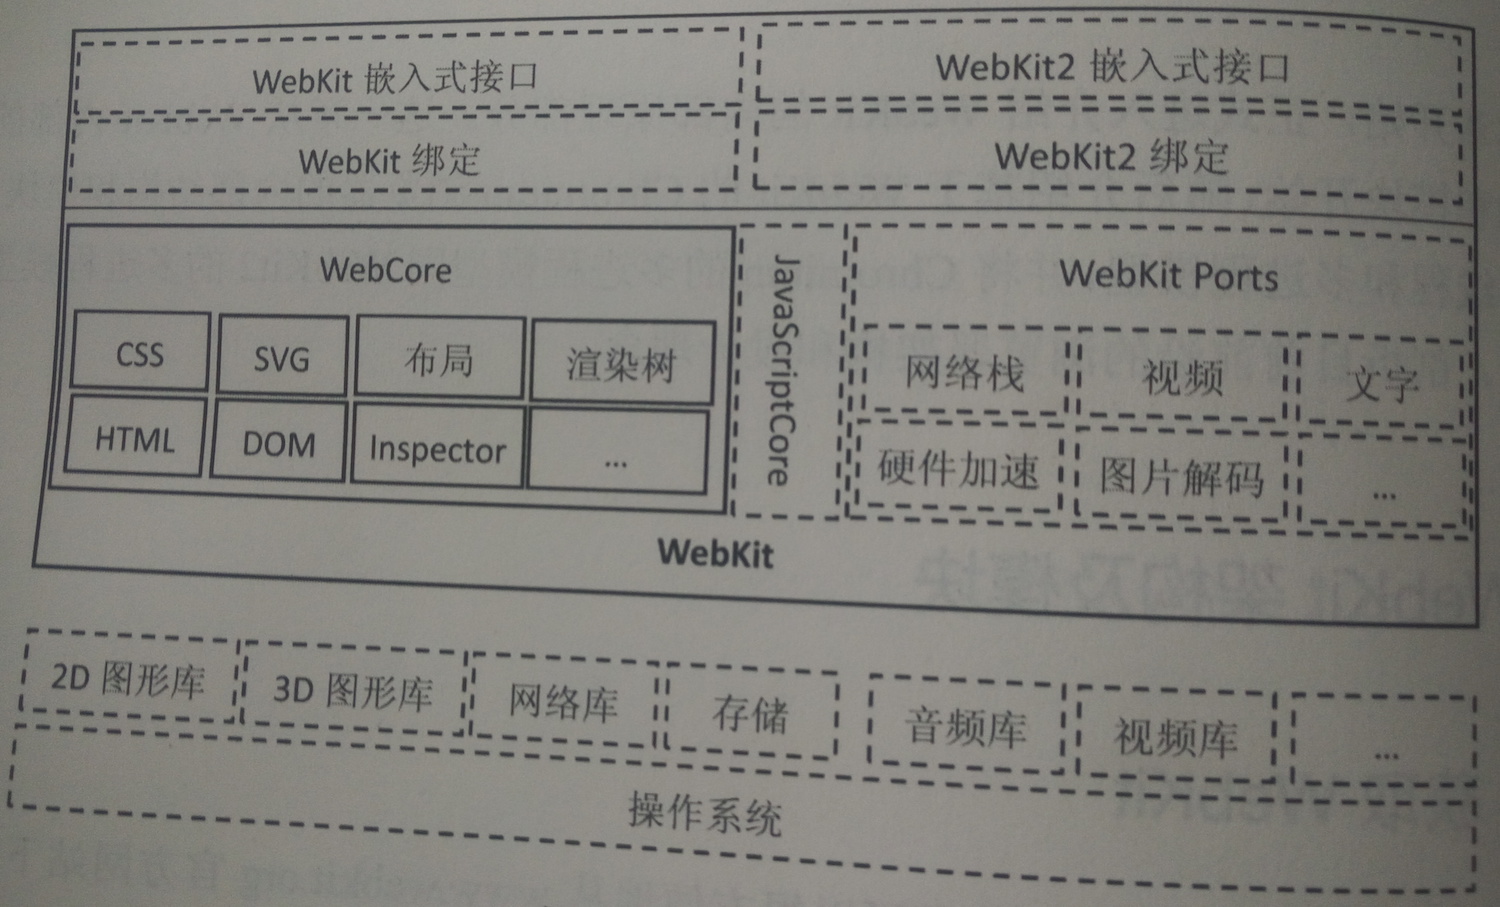 WebKit 嵌入式接口
WebKit2 嵌入式接口
WebKit 绑定
WebKit2 绑定
WebCore
CSS
SVG
布局
渲染树
HTML
DOM
Inspector
...
JavaScriptCore
WebKit Ports
网络栈
视频
文字
硬件加速
图片解码
...
WebKit
2D 图形库
3D 图形库
网络库
存储
音频库
视频库
...
操作系统